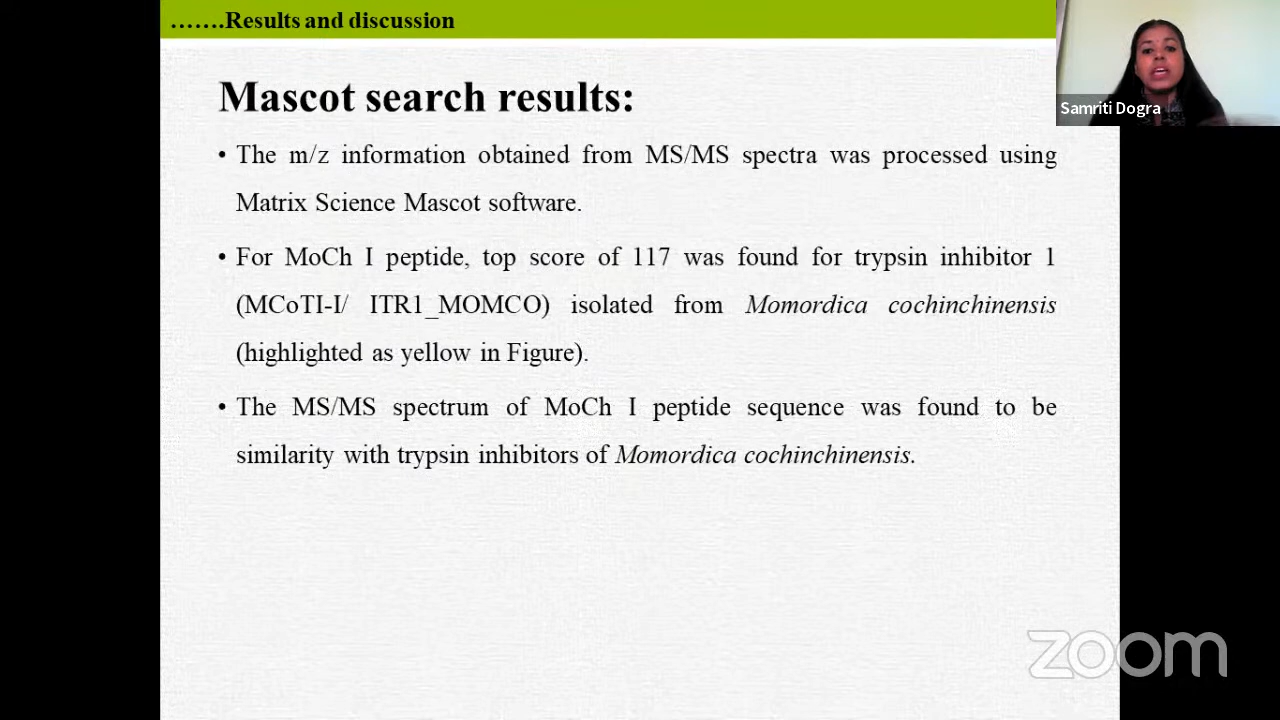 …….Results and discussion
Samriti Dogra
Mascot search results:
• The m/z information obtained from MS/MS spectra was processed using
Matrix Science Mascot software.
• For MoCh I peptide, top score of 117 was found for trypsin inhibitor 1
(MCoTI-I/ ITR1_MOMCO) isolated from Momordica cochinchinensis
(highlighted as yellow in Figure).
• The MS/MS spectrum of MoCh I peptide sequence was found to be
similarity with trypsin inhibitors of Momordica cochinchinensis.
zoom